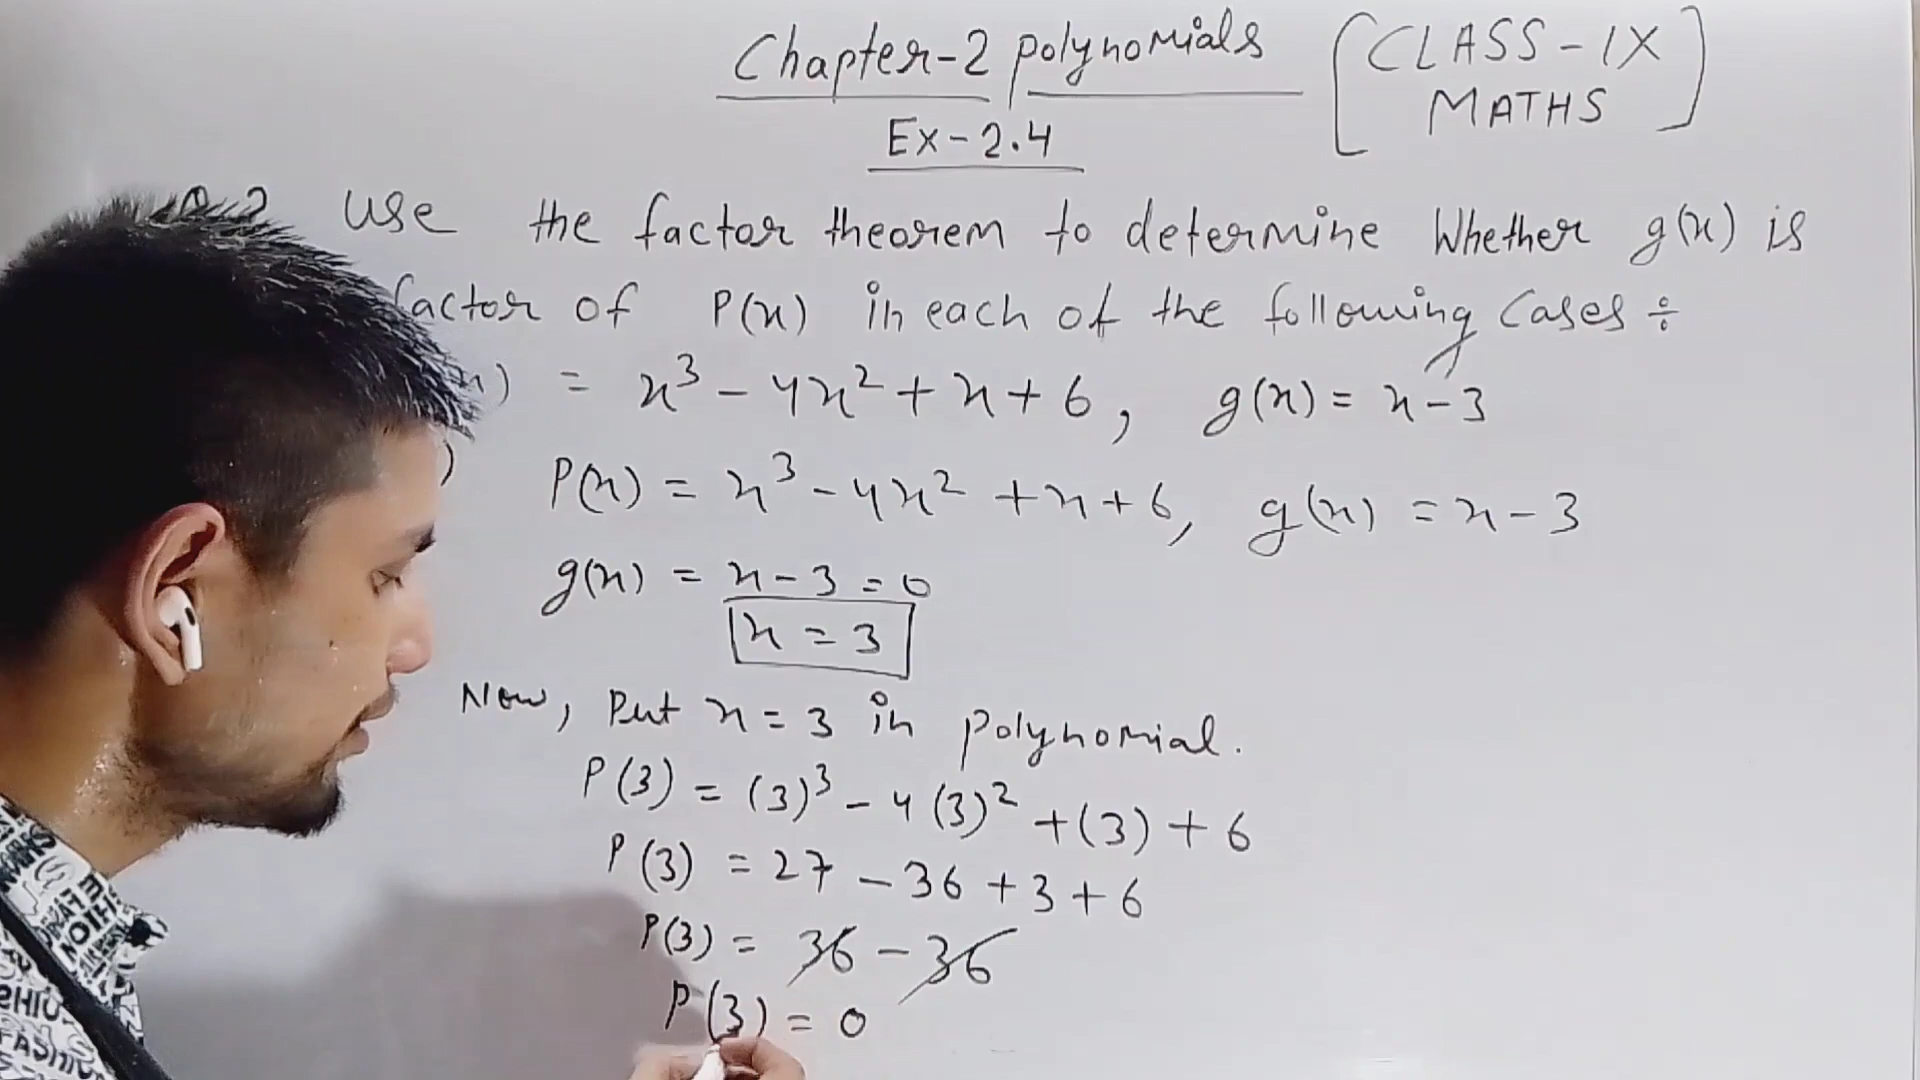 Chapter-2 polynomials [CLASS-IX MATHS]
Ex-2.4
Use the factor theorem to determine Whether g(x) is
factor of P(x) in each of the following Cases ÷
) = x³ - 4x² + x + 6, g(x) = x - 3
) P(x) = x³ - 4x² + x + 6, g(x) = x - 3
g(x) = x - 3 = 0
x = 3
Now, Put x = 3 in polynomial.
P(3) = (3)³ - 4(3)² + (3) + 6
P(3) = 27 - 36 + 3 + 6
P(3) = 36 - 36
P(3) = 0